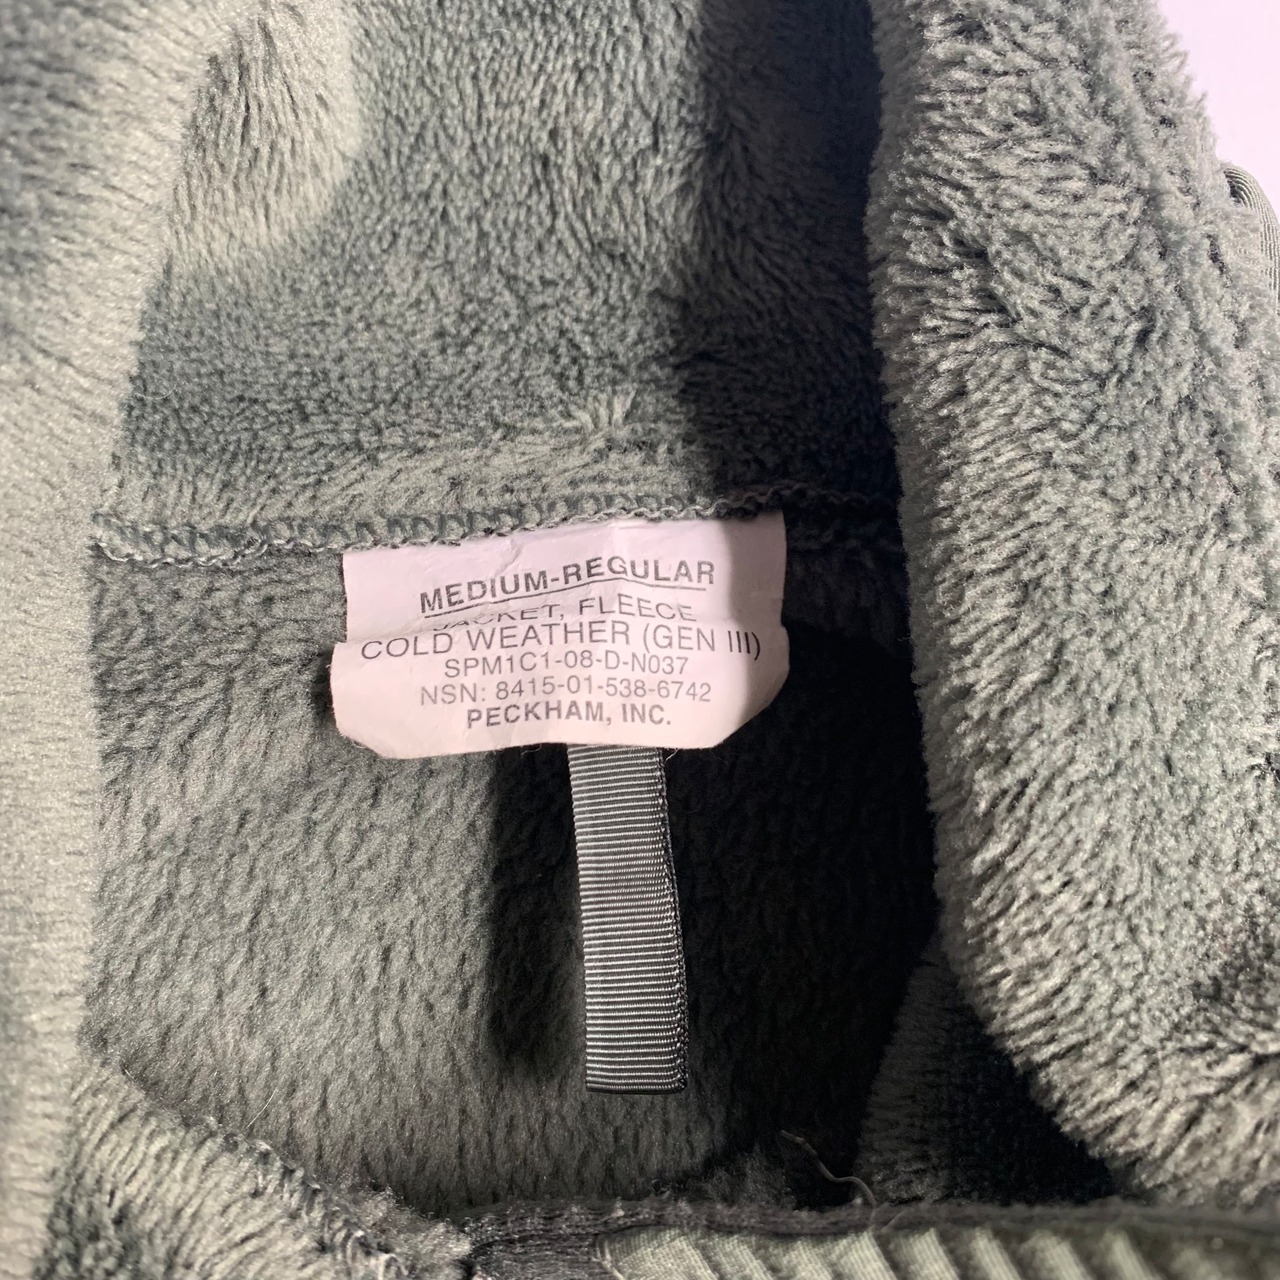 MEDIUM-REGULAR
JACKET, FLEECE
COLD WEATHER (GEN III)
SPM1C1-08-D-N037
NSN: 8415-01-538-6742
PECKHAM, INC.